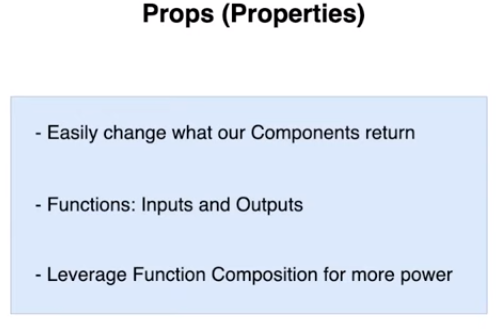 Props (Properties)
- Easily change what our Components return
- Functions: Inputs and Outputs
- Leverage Function Composition for more power